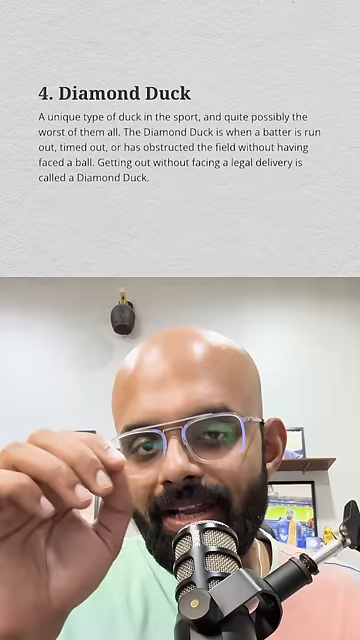 4. Diamond Duck
A unique type of duck in the sport, and quite possibly the
worst of them all. The Diamond Duck is when a batter is run
out, timed out, or has obstructed the field without having
faced a ball. Getting out without facing a legal delivery is
called a Diamond Duck.